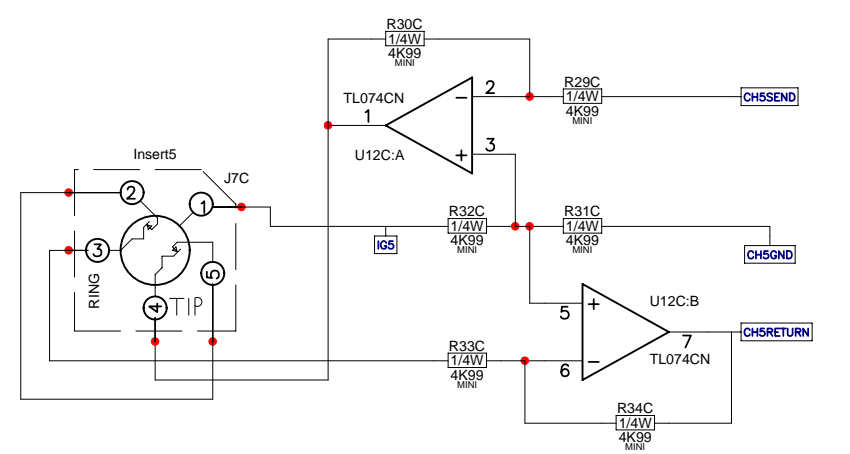 R30C
1/4W
4K99
MINI
TL074CN
1
2
3
U12C:A
R29C
1/4W
4K99
MINI
CH5SEND
Insert5
J7C
2
1
3
5
4
RING
TIP
IG5
R32C
1/4W
4K99
MINI
R31C
1/4W
4K99
MINI
CH5GND
U12C:B
5
6
7
TL074CN
CH5RETURN
R33C
1/4W
4K99
MINI
R34C
1/4W
4K99
MINI